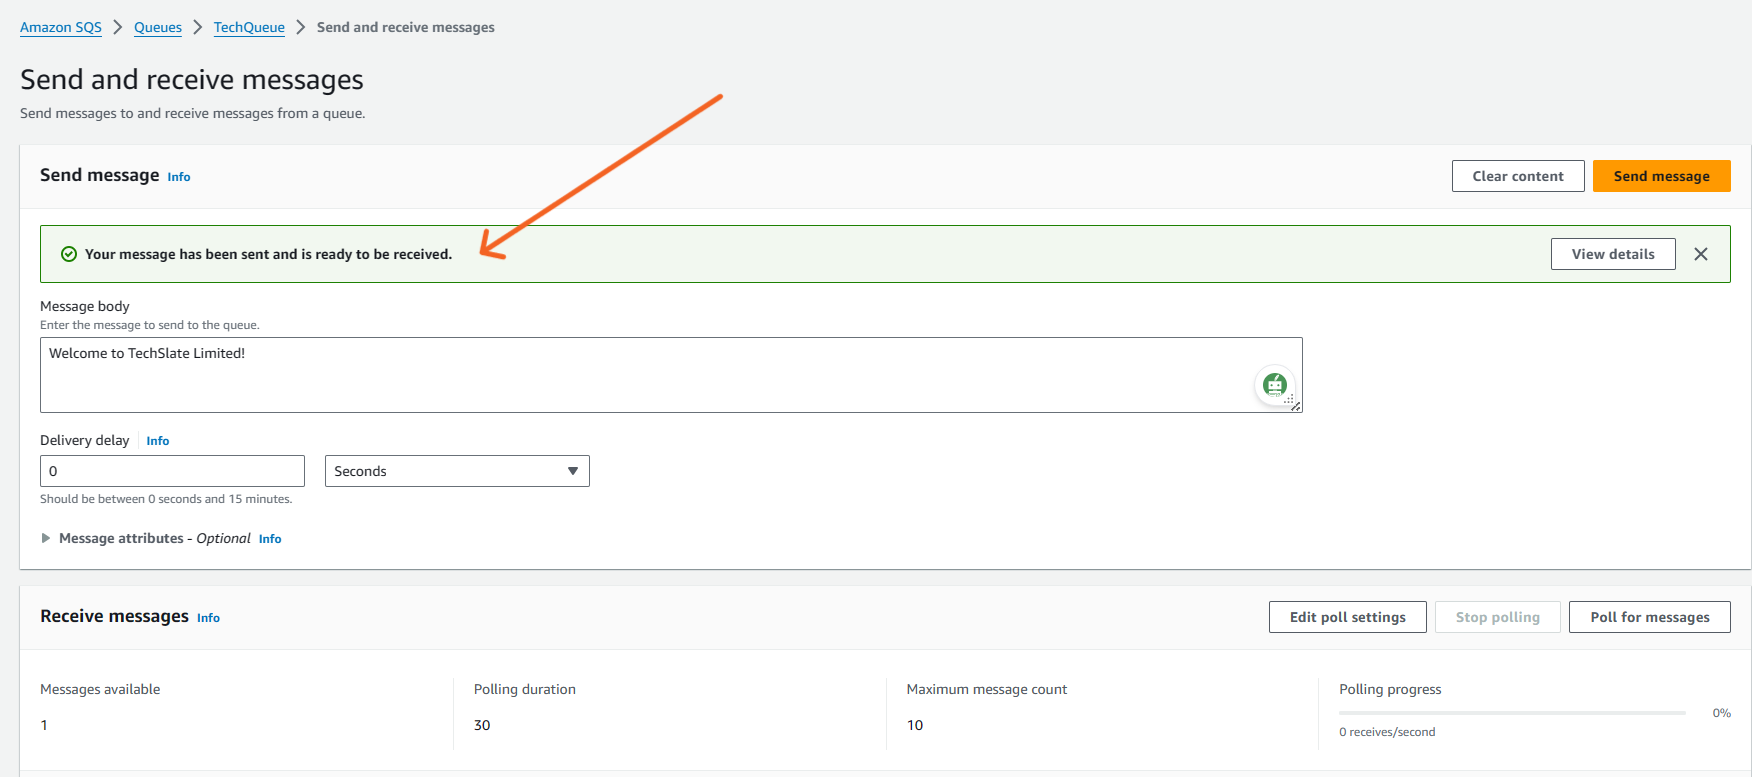 Amazon SQS > Queues > TechQueue > Send and receive messages
Send and receive messages
Send messages to and receive messages from a queue.
Send message Info
Clear content
Send message
Your message has been sent and is ready to be received.
View details
Message body
Enter the message to send to the queue.
Welcome to TechSlate Limited!
Delivery delay Info
0
Seconds
Should be between 0 seconds and 15 minutes.
Message attributes - Optional Info
Receive messages Info
Edit poll settings
Stop polling
Poll for messages
Messages available
1
Polling duration
30
Maximum message count
10
Polling progress
0%
0 receives/second